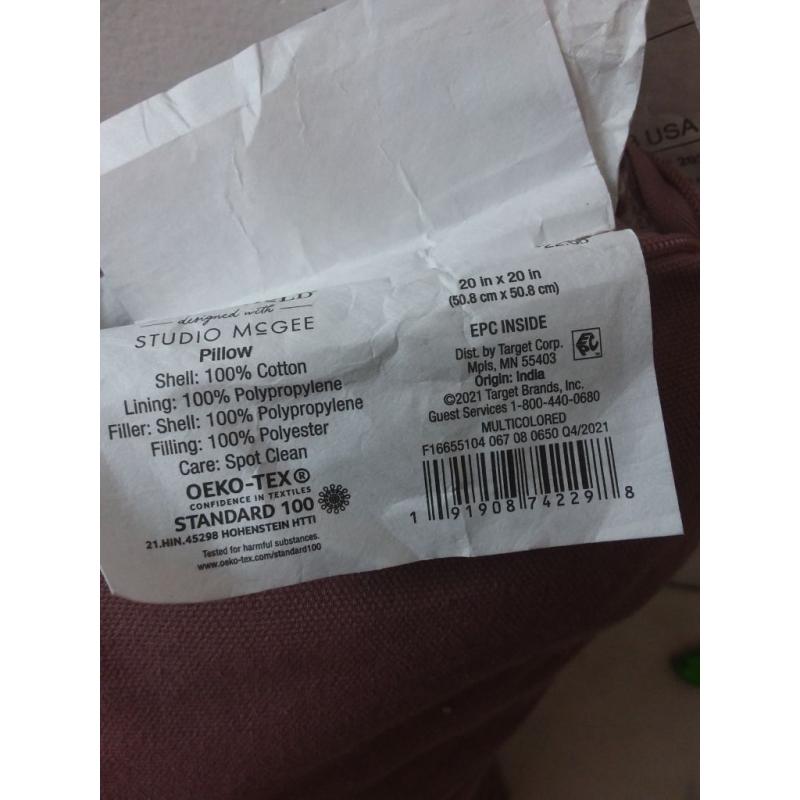 designed with
STUDIO McGEE
Pillow
Shell: 100% Cotton
Lining: 100% Polypropylene
Filler: Shell: 100% Polypropylene
Filling: 100% Polyester
Care: Spot Clean
OEKO-TEX®
CONFIDENCE IN TEXTILES
STANDARD 100
21.HIN.45298 HOHENSTEIN HTTI
Tested for harmful substances.
www.oeko-tex.com/standard100
20 in x 20 in
(50.8 cm x 50.8 cm)
EPC INSIDE
Dist. by Target Corp.
Mpls, MN 55403
Origin: India
©2021 Target Brands, Inc.
Guest Services 1-800-440-0680
MULTICOLORED
F16655104 067 08 0650 Q4/2021
1 91908 74229 8
USA